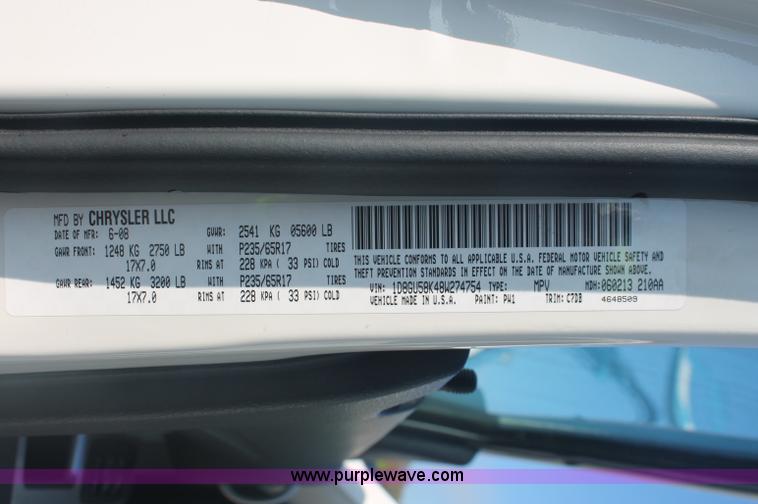 MFD BY CHRYSLER LLC
DATE OF MFR: 6-08 GVWR: 2541 KG 05600 LB
GAWR FRONT: 1248 KG 2750 LB WITH P235/65R17 TIRES
17X7.0 RIMS AT 228 KPA ( 33 PSI) COLD
GAWR REAR: 1452 KG 3200 LB WITH P235/65R17 TIRES
17X7.0 RIMS AT 228 KPA ( 33 PSI) COLD
THIS VEHICLE CONFORMS TO ALL APPLICABLE U.S.A. FEDERAL MOTOR VEHICLE SAFETY AND
THEFT PREVENTION STANDARDS IN EFFECT ON THE DATE OF MANUFACTURE SHOWN ABOVE.
VIN: 1D8GU58K48W274754 TYPE: MPV MDH: 060213 210AA
VEHICLE MADE IN U.S.A. PAINT: PW1 TRIM: C7DB 4648509
www.purplewave.com